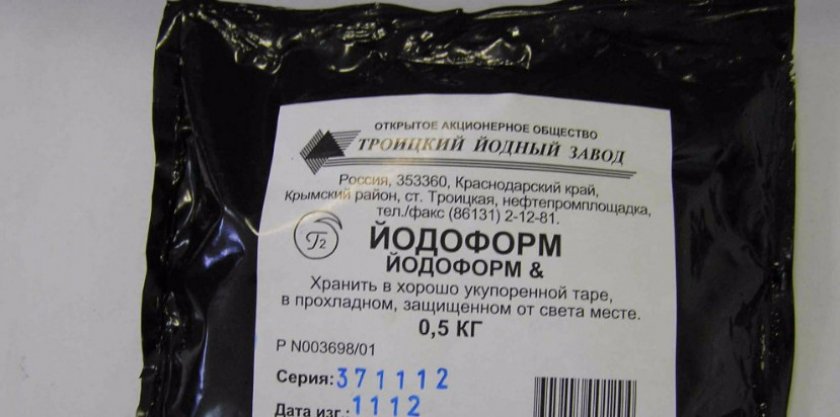 ОТКРЫТОЕ АКЦИОНЕРНОЕ ОБЩЕСТВО
ТРОИЦКИЙ ЙОДНЫЙ ЗАВОД
Россия, 353360, Краснодарский край,
Крымский район, ст. Троицкая, нефтепромплощадка,
тел./факс (86131) 2-12-81.
Г2
ЙОДОФОРМ
ЙОДОФОРМ &
Хранить в хорошо укупоренной таре,
в прохладном, защищенном от света месте.
0,5 КГ
Р N003698/01
Серия: 371112
Дата изг. 1112